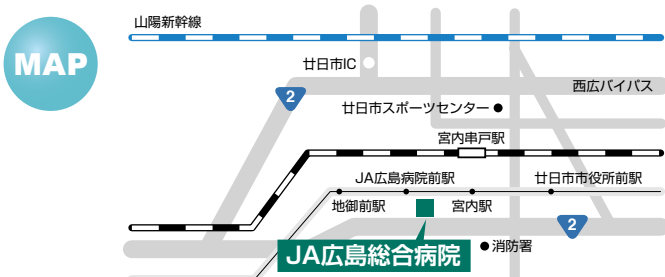 山陽新幹線
MAP
廿日市IC
西広バイパス
2
廿日市スポーツセンター
宮内串戸駅
JA広島病院前駅
廿日市市役所前駅
地御前駅
宮内駅
2
消防署
JA広島総合病院